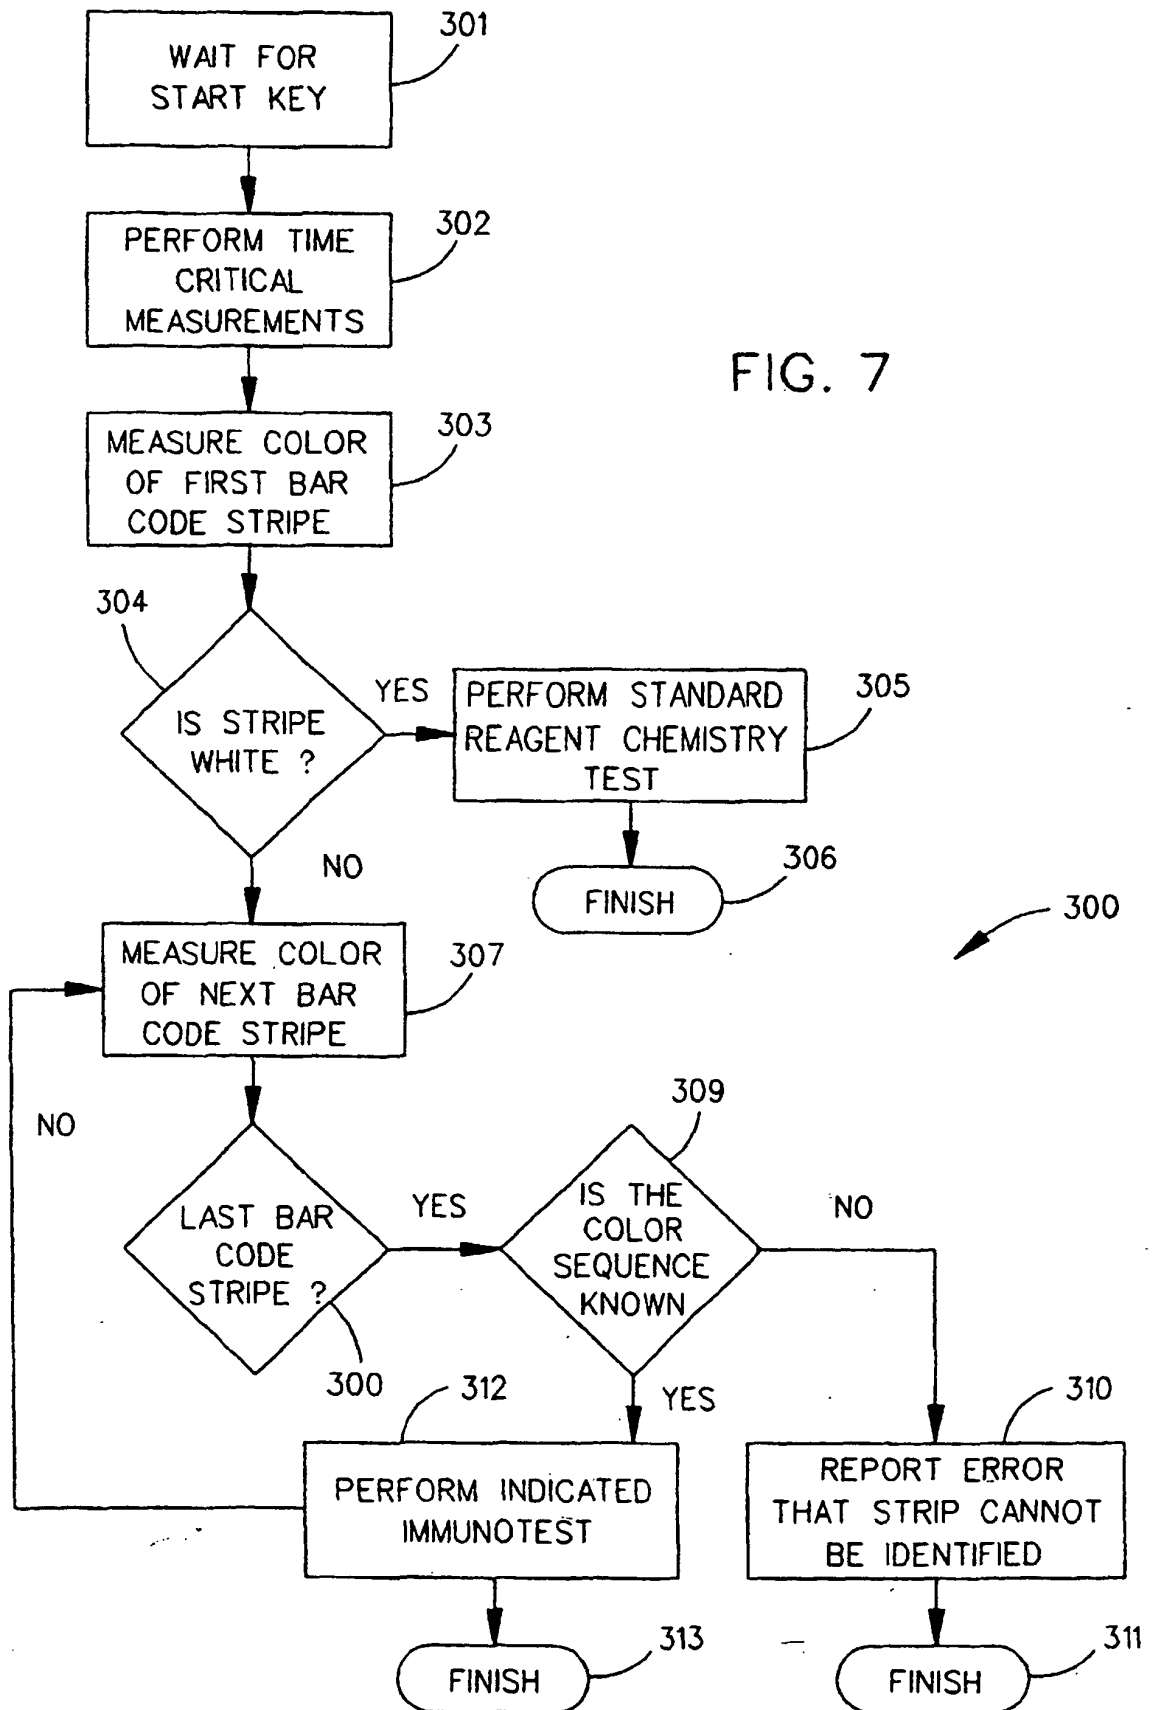 301
WAIT FOR
START KEY
302
PERFORM TIME
CRITICAL
MEASUREMENTS
FIG. 7
303
MEASURE COLOR
OF FIRST BAR
CODE STRIPE
304
IS STRIPE
WHITE ?
YES
PERFORM STANDARD
REAGENT CHEMISTRY
TEST
305
NO
306
FINISH
300
MEASURE COLOR
OF NEXT BAR
CODE STRIPE
307
NO
LAST BAR
CODE
STRIPE ?
300
YES
309
IS THE
COLOR
SEQUENCE
KNOWN
NO
YES
312
PERFORM INDICATED
IMMUNOTEST
310
REPORT ERROR
THAT STRIP CANNOT
BE IDENTIFIED
313
FINISH
311
FINISH